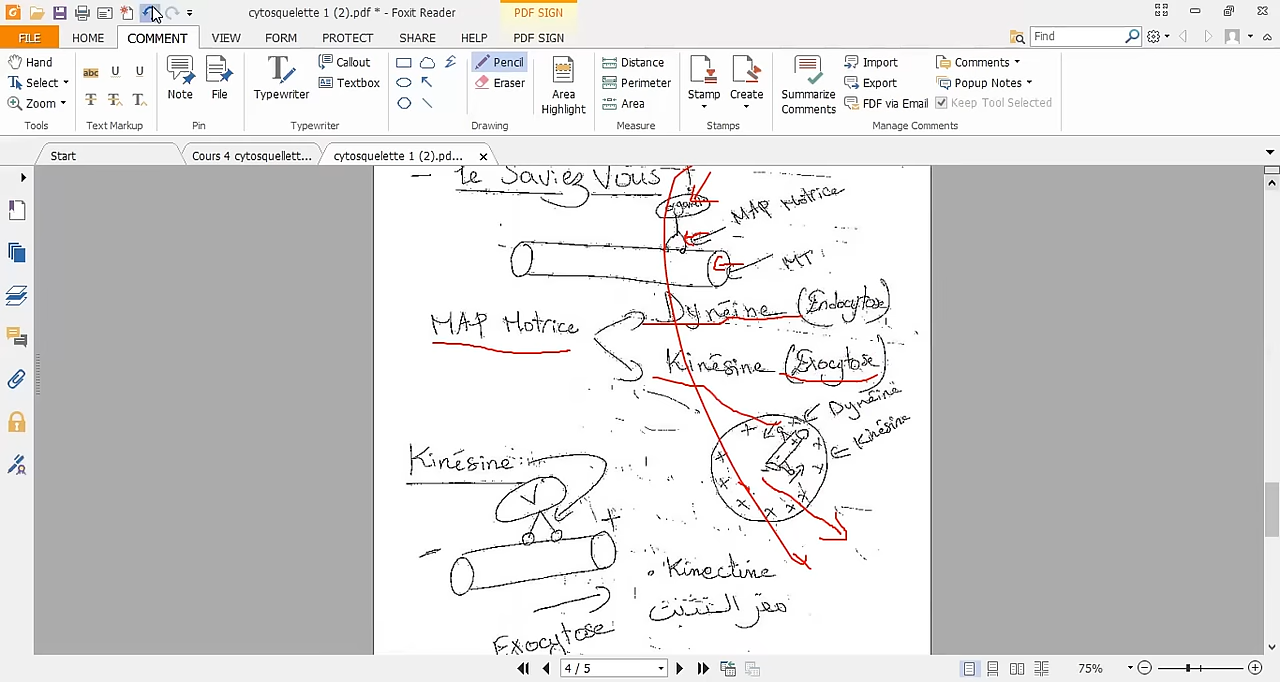 cytosquelette 1 (2).pdf * - Foxit Reader
PDF SIGN
FILE HOME COMMENT VIEW FORM PROTECT SHARE HELP PDF SIGN
Find
Hand
Select
Zoom
Tools
Text Markup
Note
File
Pin
Typewriter
Callout
Textbox
Typewriter
Pencil
Eraser
Drawing
Area
Highlight
Distance
Perimeter
Area
Measure
Stamp
Create
Stamps
Summarize
Comments
Import
Export
FDF via Email
Comments
Popup Notes
Keep Tool Selected
Manage Comments
Start
Cours 4 cytosquellett...
cytosquelette 1 (2).pd...
- le Saviez Vous
MAP Motrice
MT
MAP Motrice
Dynéine (Endocytose)
Kinésine (Exocytose)
Dynéine
Kinésine
Kinésine
V
+
-
. Kinectine
مقر التثبت
Exocytose
4 / 5
75%